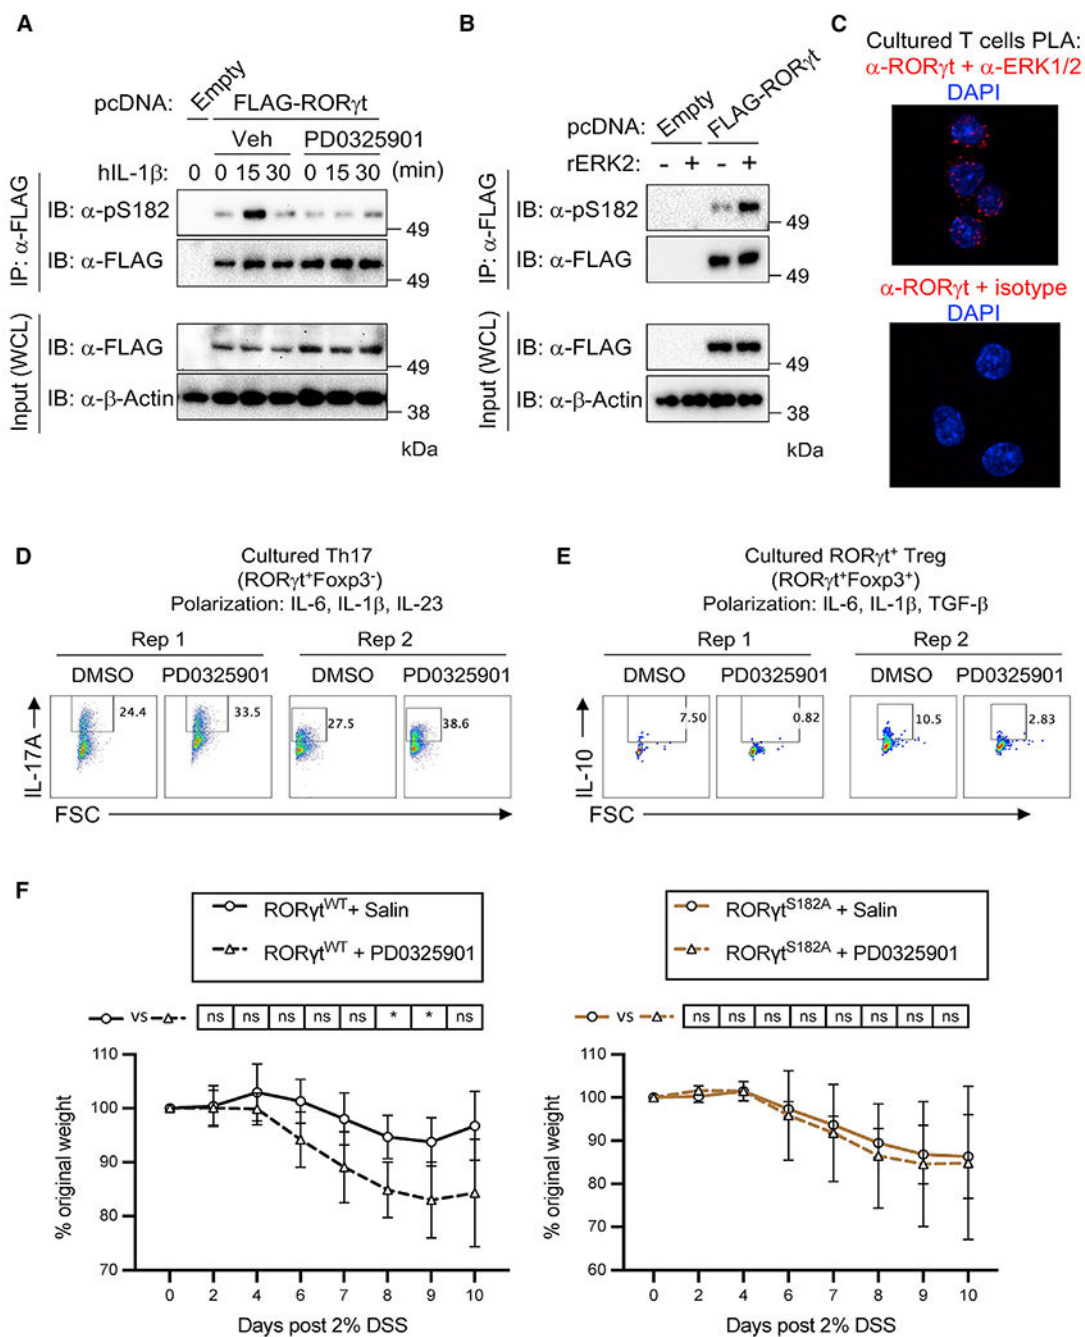 A
pcDNA: Empty FLAG-RORγt
Veh PD0325901
hIL-1β: 0 0 15 30 0 15 30 (min)
IP: α-FLAG
IB: α-pS182
49
IB: α-FLAG
49
Input (WCL)
IB: α-FLAG
49
IB: α-β-Actin
38
kDa
B
pcDNA: Empty FLAG-RORγt
rERK2: - + - +
IP: α-FLAG
IB: α-pS182
49
IB: α-FLAG
49
Input (WCL)
IB: α-FLAG
49
IB: α-β-Actin
38
kDa
C
Cultured T cells PLA:
α-RORγt + α-ERK1/2
DAPI
α-RORγt + isotype
DAPI
D
Cultured Th17
(RORγt⁺Foxp3⁻)
Polarization: IL-6, IL-1β, IL-23
Rep 1 Rep 2
DMSO PD0325901 DMSO PD0325901
24.4 33.5 27.5 38.6
IL-17A
FSC
E
Cultured RORγt⁺ Treg
(RORγt⁺Foxp3⁺)
Polarization: IL-6, IL-1β, TGF-β
Rep 1 Rep 2
DMSO PD0325901 DMSO PD0325901
7.50 0.82 10.5 2.83
IL-10
FSC
F
RORγt^WT + Salin
RORγt^WT + PD0325901
vs ns ns ns ns ns * * ns
110
100
90
80
70
% original weight
0 2 4 6 7 8 9 10
Days post 2% DSS
RORγt^S182A + Salin
RORγt^S182A + PD0325901
vs ns ns ns ns ns ns ns ns
110
100
90
80
70
60
% original weight
0 2 4 6 7 8 9 10
Days post 2% DSS